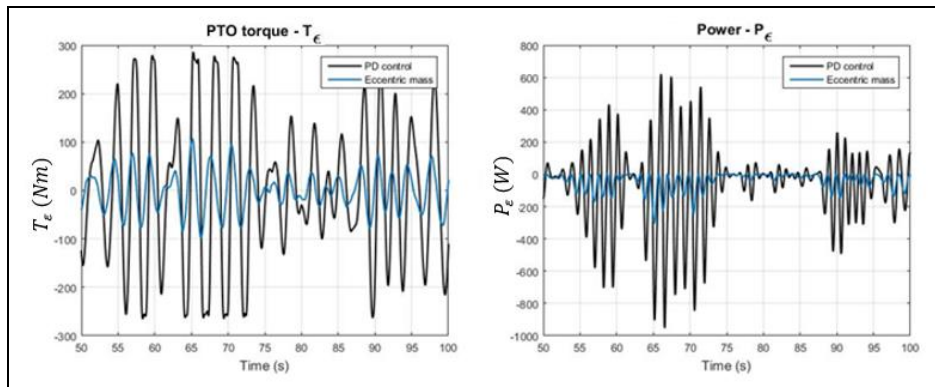 PTO torque - T_ϵ
PD control
Eccentric mass
300
200
100
0
-100
-200
-300
T_ε (Nm)
50 55 60 65 70 75 80 85 90 95 100
Time (s)
Power - P_ϵ
PD control
Eccentric mass
800
600
400
200
0
-200
-400
-600
-800
-1000
P_ε (W)
50 55 60 65 70 75 80 85 90 95 100
Time (s)